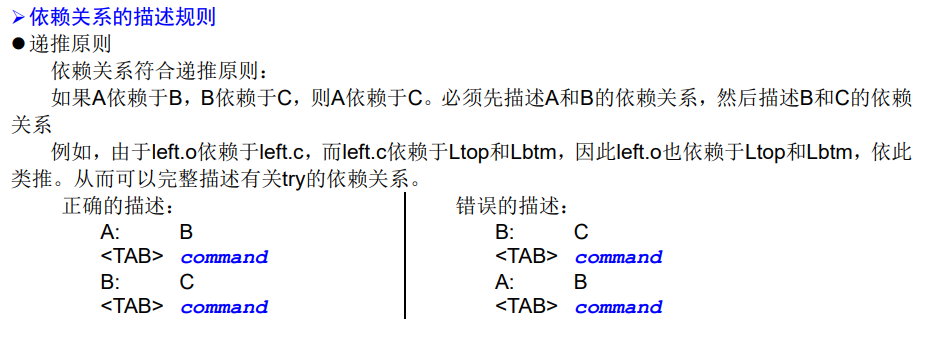 ➢依赖关系的描述规则
●递推原则
依赖关系符合递推原则：
如果A依赖于B，B依赖于C，则A依赖于C。必须先描述A和B的依赖关系，然后描述B和C的依赖
关系
例如，由于left.o依赖于left.c，而left.c依赖于Ltop和Lbtm，因此left.o也依赖于Ltop和Lbtm，依此
类推。从而可以完整描述有关try的依赖关系。
正确的描述：
A: B
<TAB> command
B: C
<TAB> command
错误的描述：
B: C
<TAB> command
A: B
<TAB> command